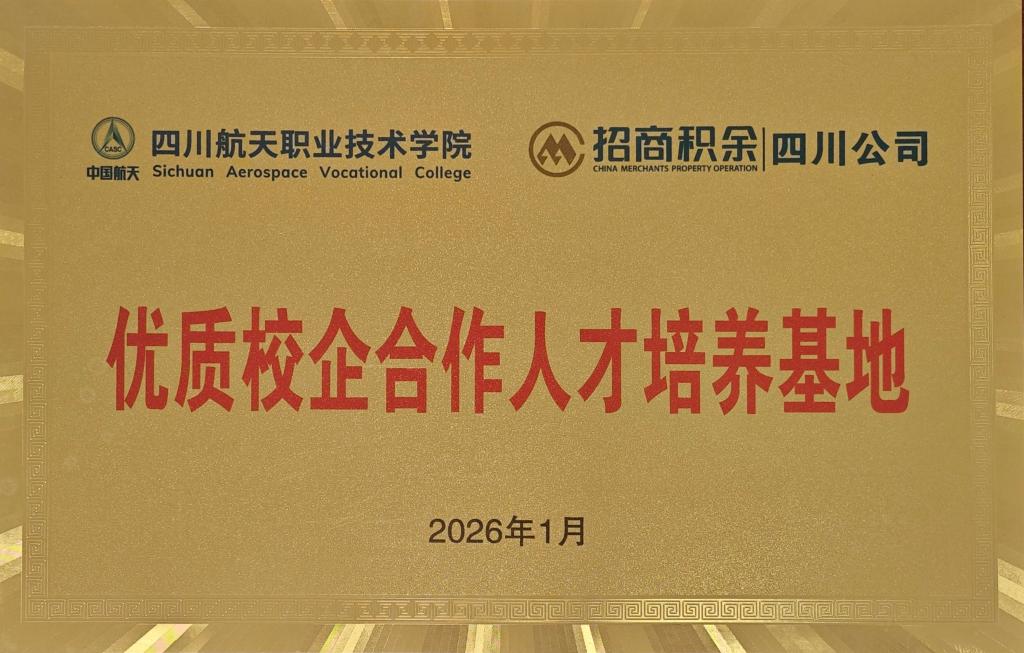 CASC
中国航天
四川航天职业技术学院
Sichuan Aerospace Vocational College
招商积余
CHINA MERCHANTS PROPERTY OPERATION
四川公司
优质校企合作人才培养基地
2026年1月